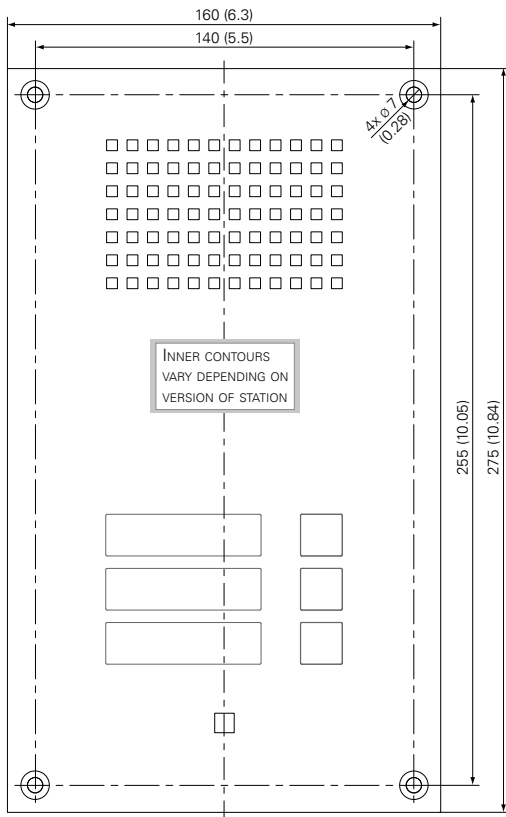 160 (6.3)
140 (5.5)
4x ⌀ 7
(0.28)
INNER CONTOURS
VARY DEPENDING ON
VERSION OF STATION
255 (10.05)
275 (10.84)